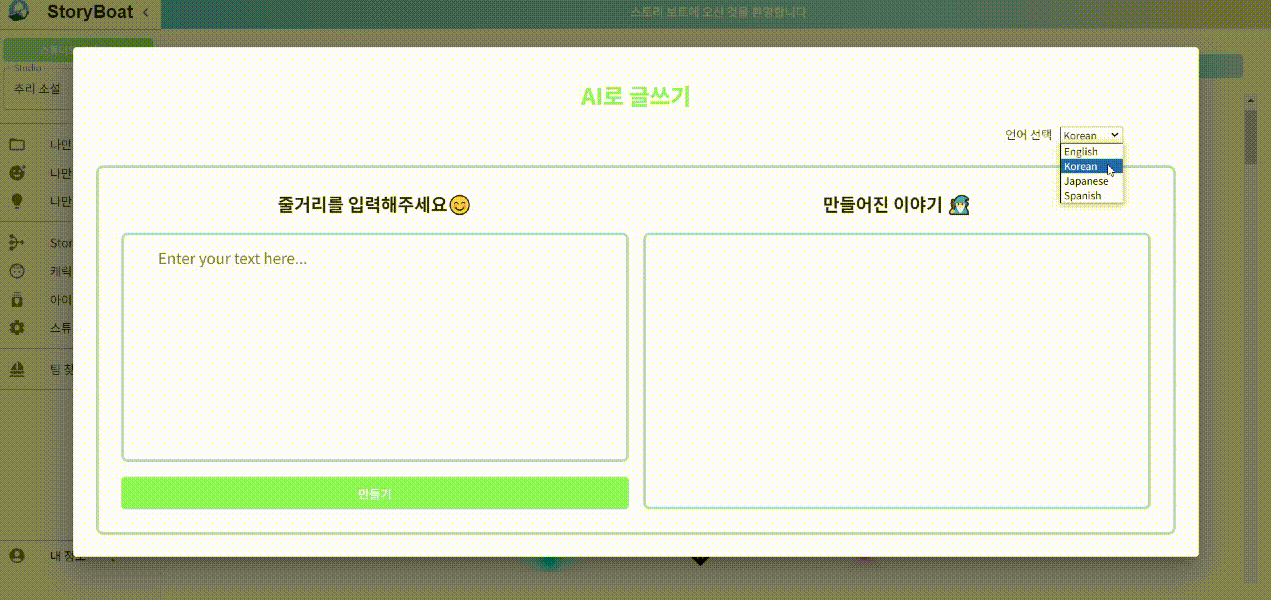 StoryBoat
스토리 보트에 오신 것을 환영합니다
Studio
추리 소설
나만
나만
나만
Stor
캐릭
아이
스튜
팀 챗
내 정보
AI로 글쓰기
언어 선택 Korean
English
Korean
Japanese
Spanish
줄거리를 입력해주세요😊
만들어진 이야기
Enter your text here...
만들기